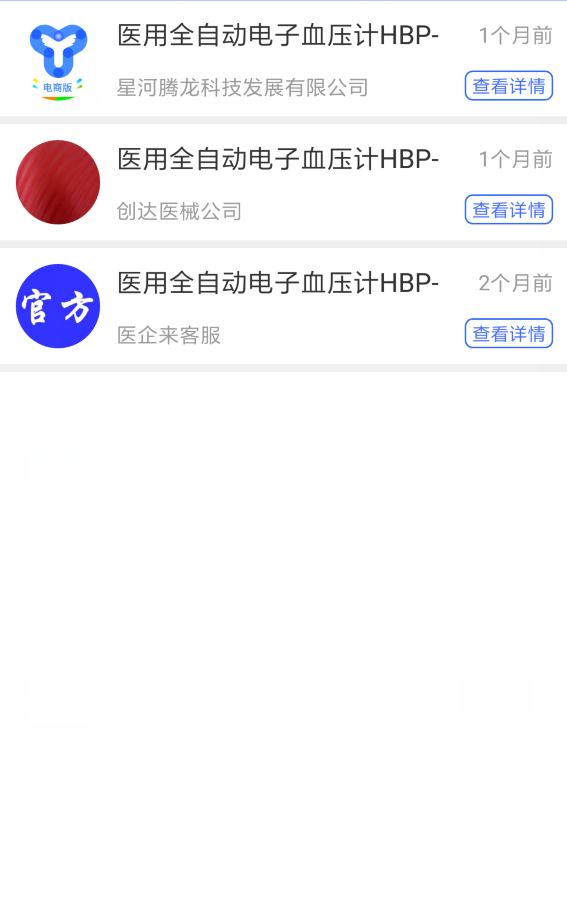 医用全自动电子血压计HBP- 1个月前
电商版
星河腾龙科技发展有限公司 查看详情
医用全自动电子血压计HBP- 1个月前
创达医械公司 查看详情
医用全自动电子血压计HBP- 2个月前
官方
医企来客服 查看详情